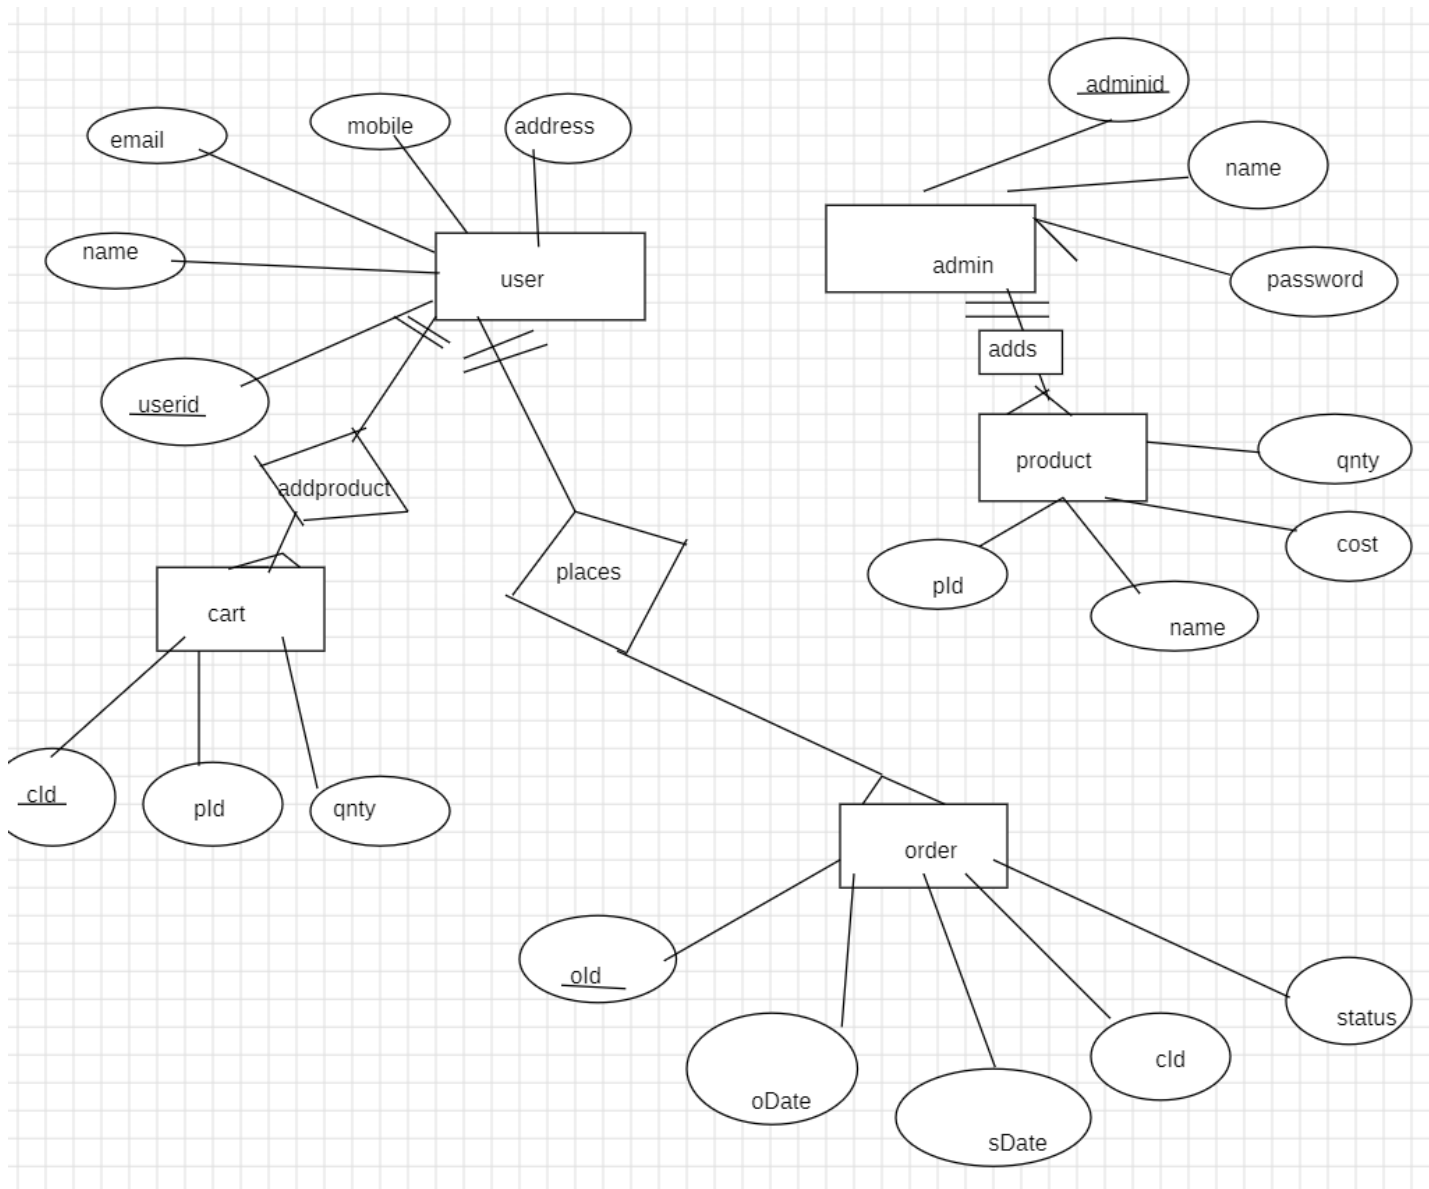 adminid
email
mobile
address
name
name
user
admin
password
adds
userid
product
qnty
addproduct
places
cost
pId
name
cart
cId
pId
qnty
order
oId
oDate
sDate
cId
status